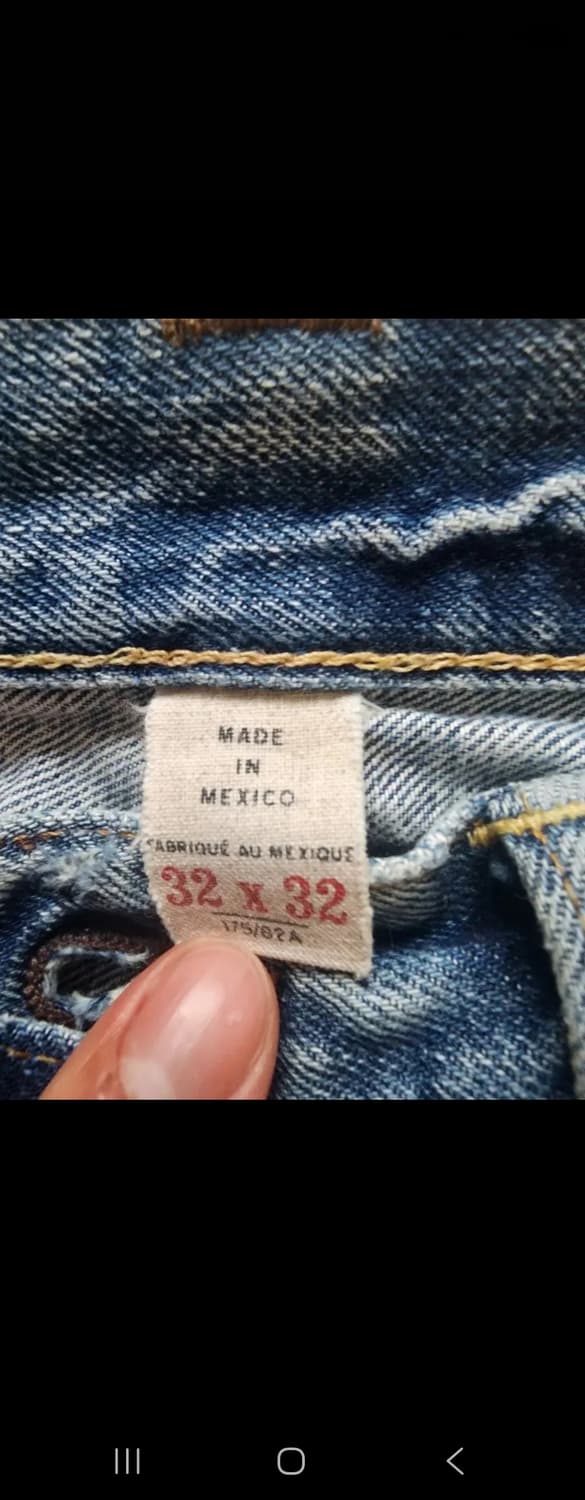 MADE
IN
MEXICO
FABRIQUÉ AU MEXIQUE
32 x 32
175/82A